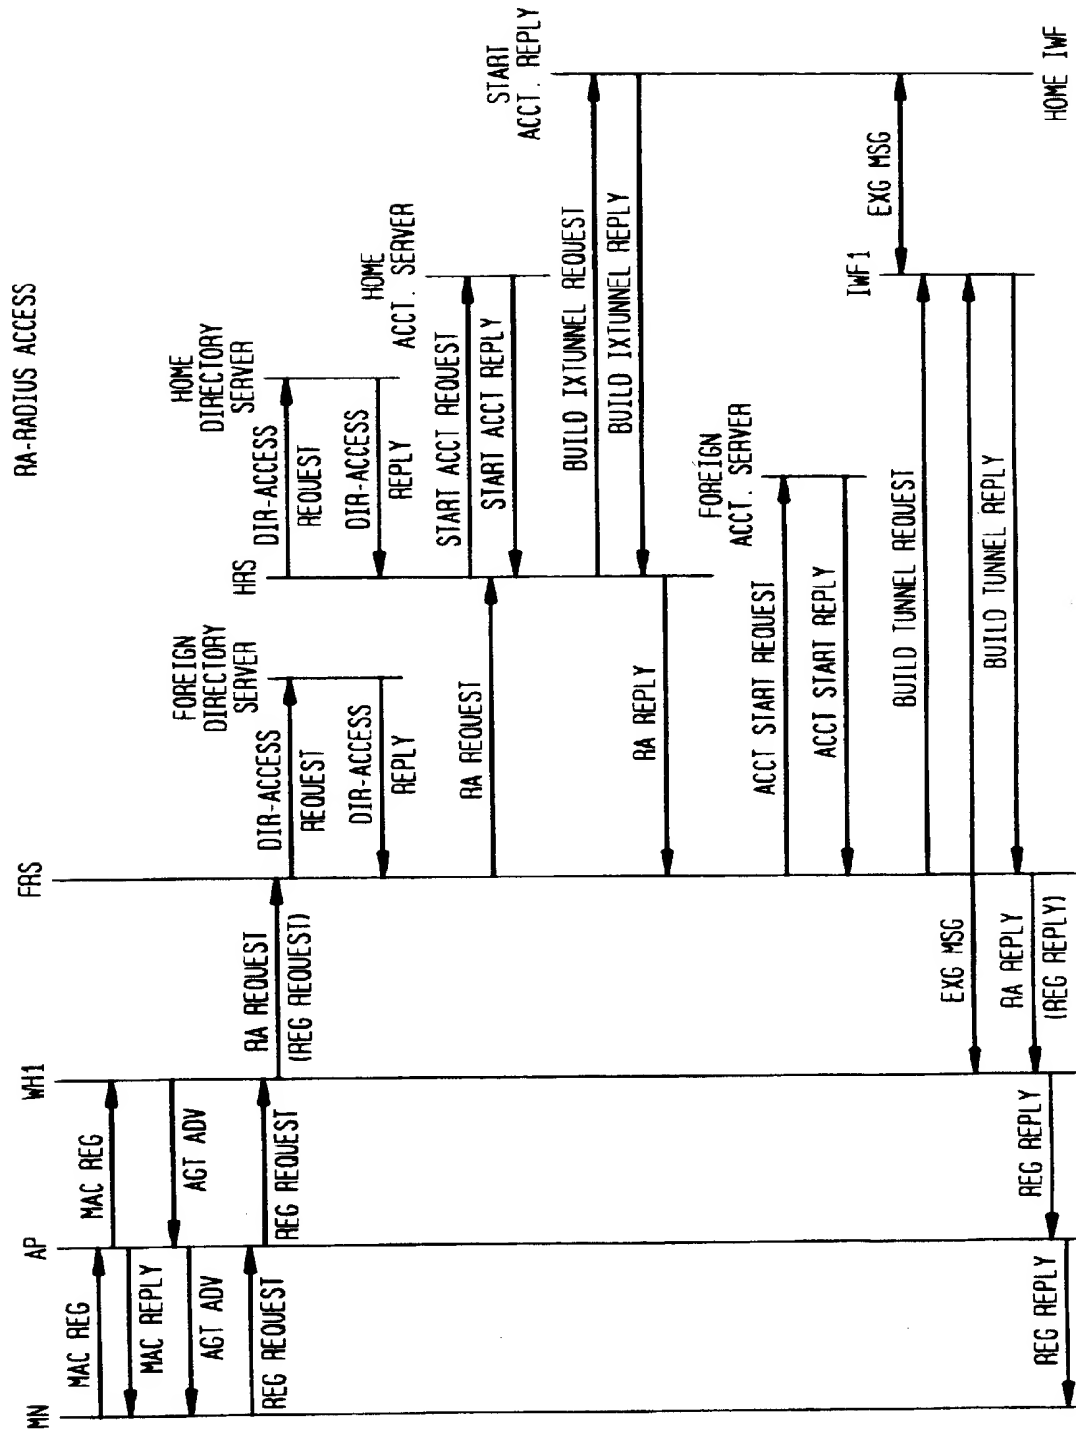 RA-RADIUS ACCESS
MN
AP
WH1
FRS
FOREIGN
DIRECTORY
SERVER
HRS
HOME
DIRECTORY
SERVER
HOME
ACCT. SERVER
START
ACCT. REPLY
MAC REG
MAC REG
MAC REPLY
AGT ADV
AGT ADV
REG REQUEST
REG REQUEST
RA REQUEST
(REG REQUEST)
DIR-ACCESS
REQUEST
DIR-ACCESS
REPLY
DIR-ACCESS
REQUEST
DIR-ACCESS
REPLY
RA REQUEST
START ACCT REQUEST
START ACCT REPLY
BUILD IXTUNNEL REQUEST
BUILD IXTUNNEL REPLY
RA REPLY
FOREIGN
ACCT. SERVER
ACCT START REQUEST
ACCT START REPLY
IWF1
EXG MSG
BUILD TUNNEL REQUEST
EXG MSG
BUILD TUNNEL REPLY
RA REPLY
(REG REPLY)
REG REPLY
REG REPLY
HOME IWF